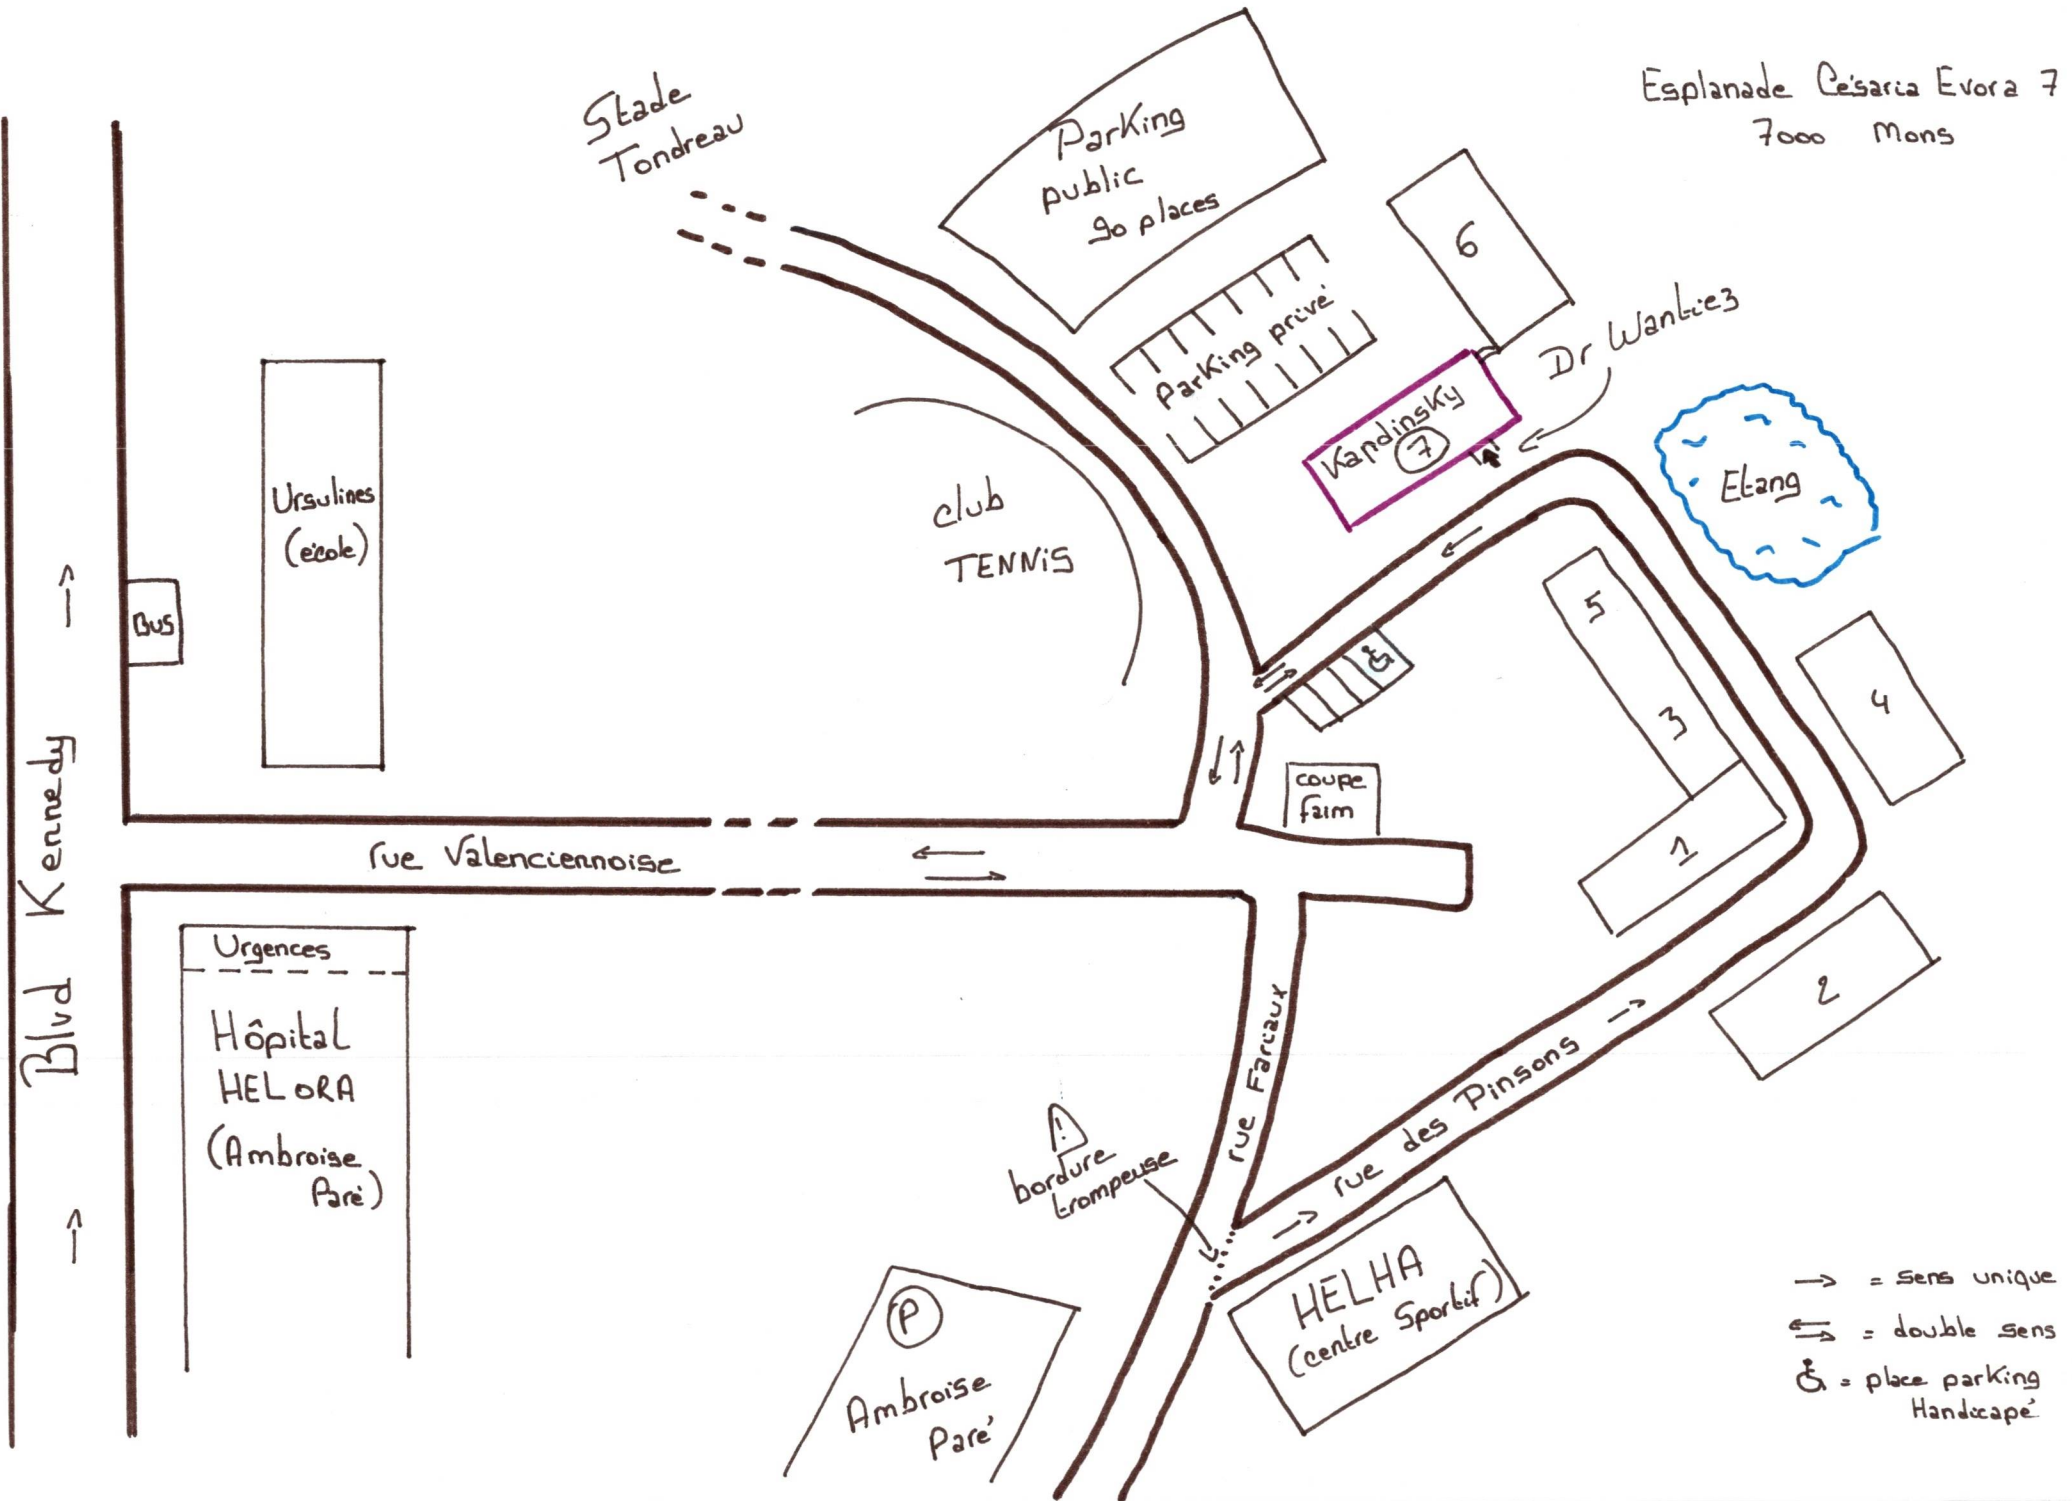 Esplanade Césaria Evora 7
7000 Mons
Stade
Tondreau
Parking
public
90 places
Parking privé
6
Dr Wantiez
Kandinsky
7
Etang
Ursulines
(école)
club
TENNIS
Bus
5
3
4
1
2
coupe
faim
Blvd Kennedy
rue Valenciennoise
Urgences
Hôpital
HELORA
(Ambroise
Paré)
rue Farciaux
rue des Pinsons
!
bordure
trompeuse
HELHA
(centre Sportif)
P
Ambroise
Paré
→ = sens unique
⇆ = double sens
♿ = place parking
Handicapé